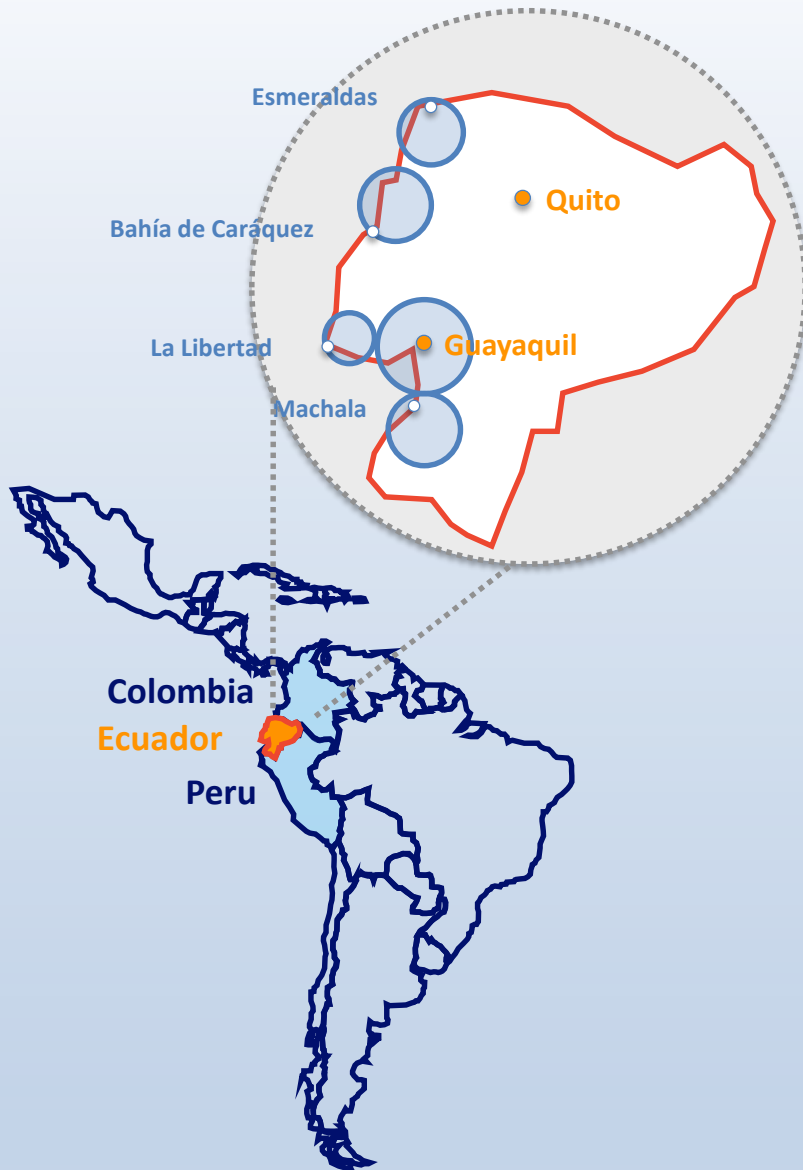 Esmeraldas
Quito
Bahía de Caráquez
La Libertad
Guayaquil
Machala
Colombia
Ecuador
Peru